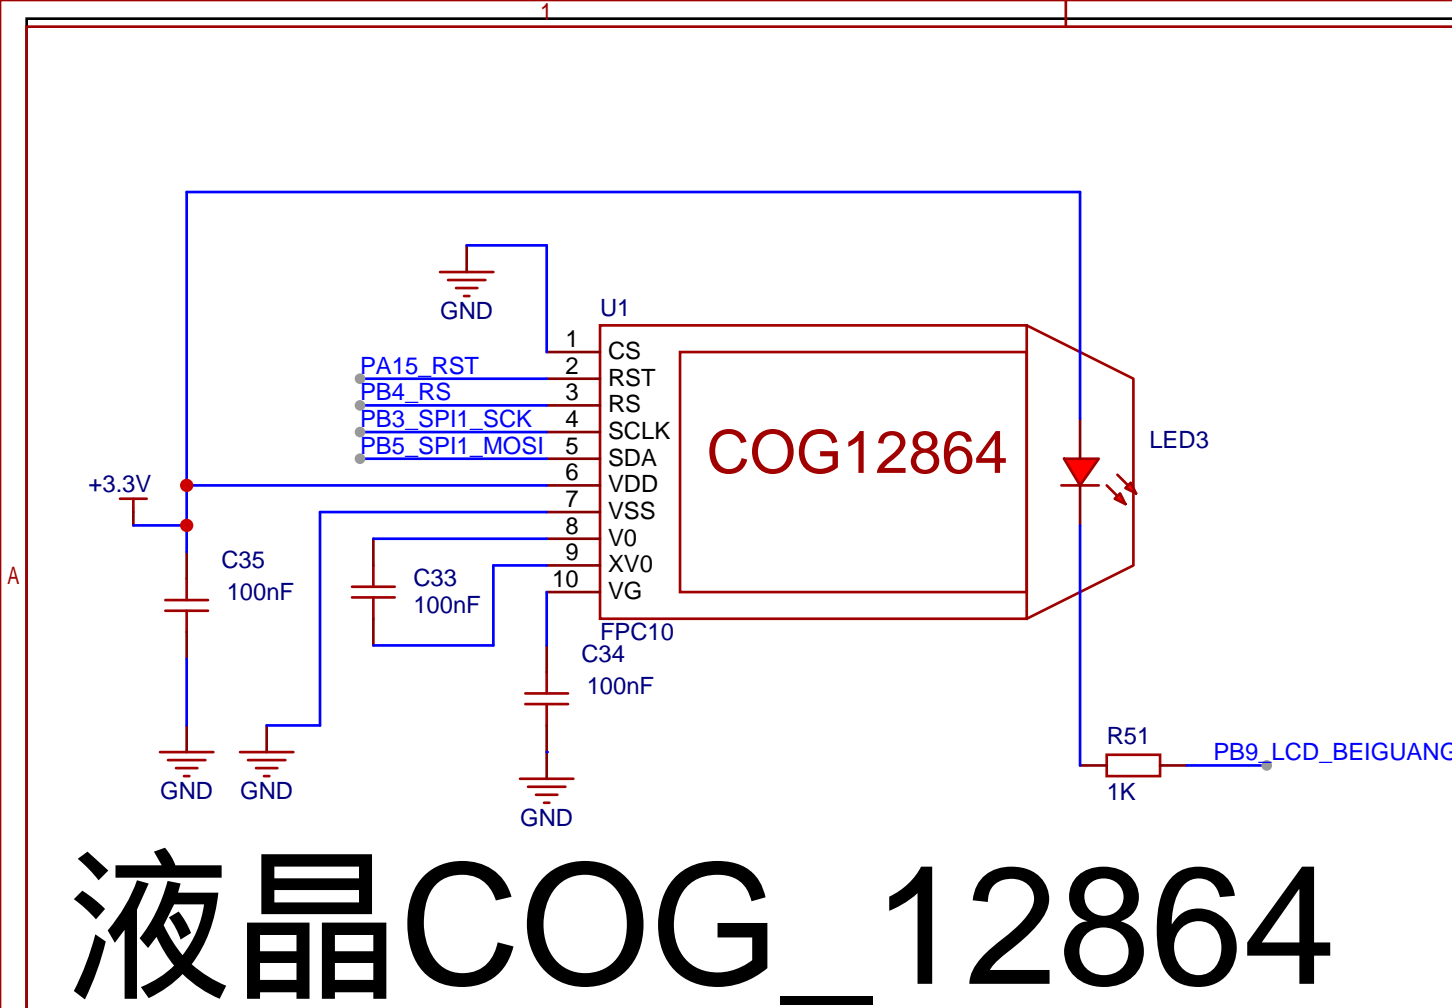 1
GND
U1
1 CS
PA15_RST 2 RST
PB4_RS 3 RS
PB3_SPI1_SCK 4 SCLK
PB5_SPI1_MOSI 5 SDA
COG12864
LED3
+3.3V
6 VDD
7 VSS
8 V0
9 XV0
10 VG
A
C35
100nF
C33
100nF
FPC10
C34
100nF
R51
PB9_LCD_BEIGUANG
1K
GND
GND
GND
液晶COG_12864